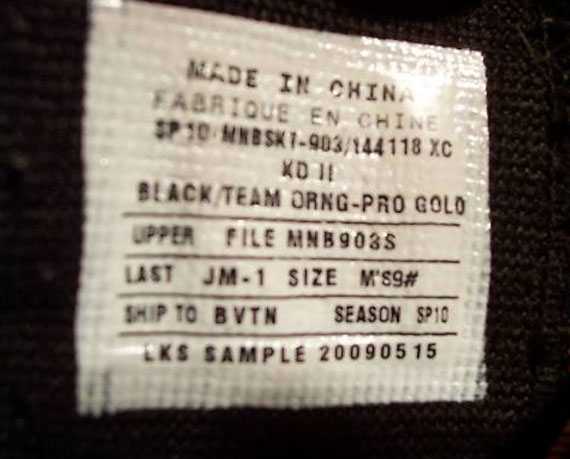 MADE IN CHINA
FABRIQUE EN CHINE
SP10-MNBSKT-903/144118 XC
KD II
BLACK/TEAM ORNG-PRO GOLD
UPPER FILE MNB903S
LAST JM-1 SIZE M'S9#
SHIP TO BVTN SEASON SP10
LKS SAMPLE 20090515